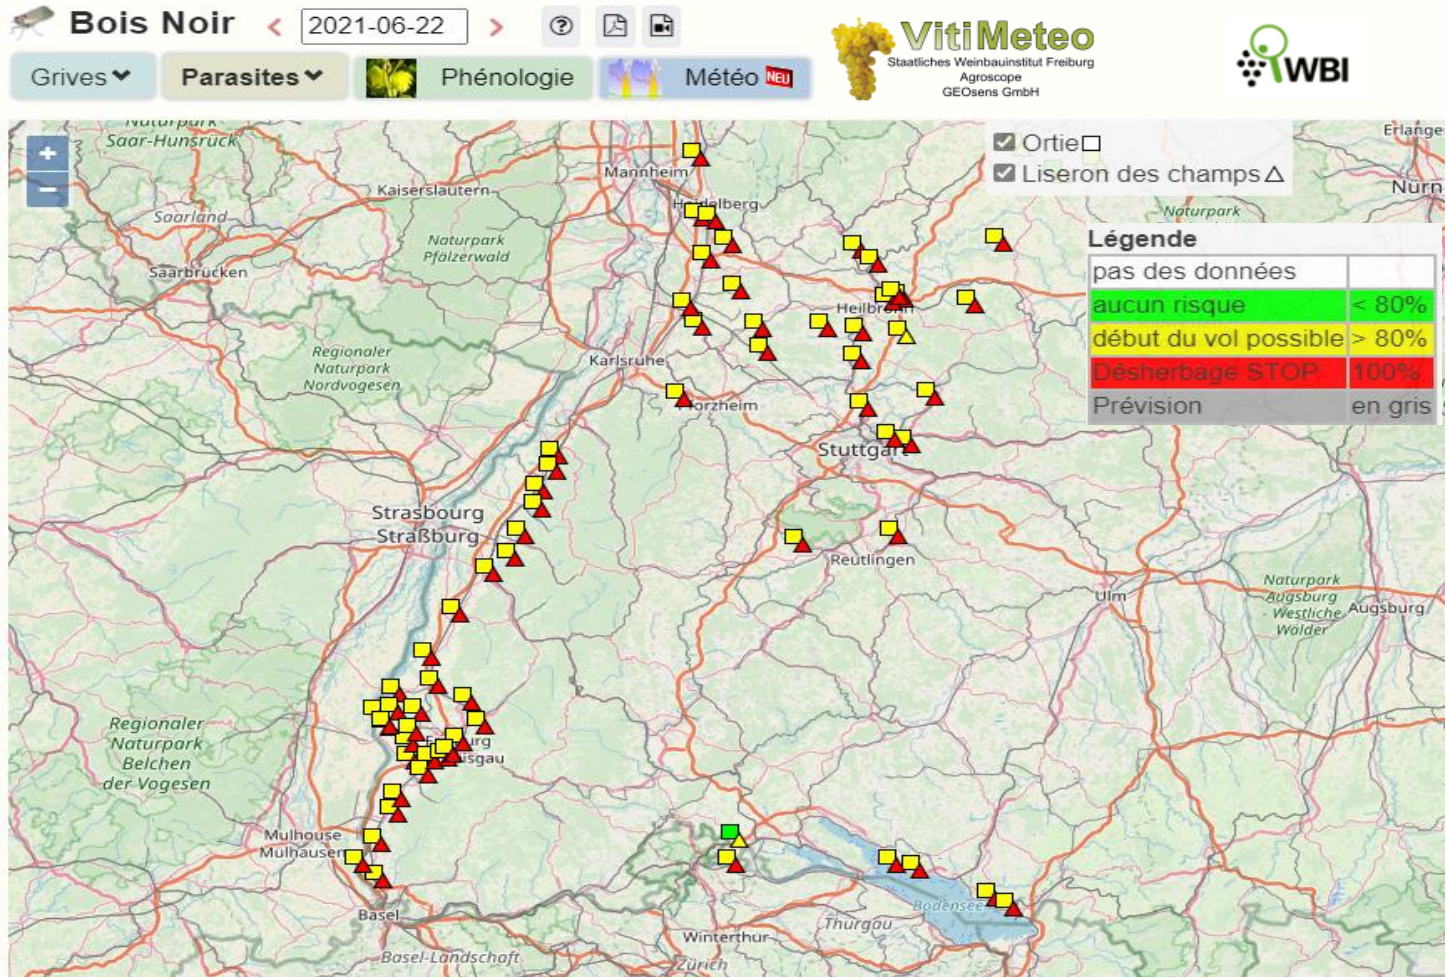 Bois Noir
2021-06-22
VitiMeteo
Staatliches Weinbauinstitut Freiburg
Agroscope
GEOsens GmbH
WBI
Grives
Parasites
Phénologie
Météo NEU
+
−
Ortie
Liseron des champs
Légende
pas des données
aucun risque < 80%
début du vol possible > 80%
Désherbage STOP 100%
Prévision en gris
Naturpark
Saar-Hunsrück
Kaiserslautern
Mannheim
Erlange
Nürn
Saarland
Heidelberg
Naturpark
Naturpark
Pfälzerwald
Saarbrücken
Heilbronn
Regionaler
Naturpark
Nordvogesen
Karlsruhe
Pforzheim
Stuttgart
Strasbourg
Straßburg
Reutlingen
Ulm
Naturpark
Augsburg
- Westliche
Wälder
Augsburg
Regionaler
Naturpark
Belchen
der Vogesen
Mulhouse
Mulhausen
Basel
Bodensee
Thurgau
Winterthur
Basel-Landschaft
Zürich